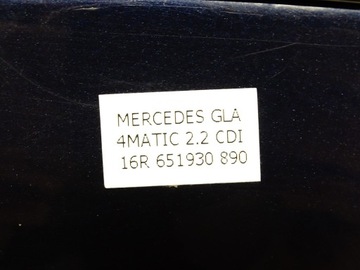 MERCEDES GLA
4MATIC 2.2 CDI
16R 651930 890